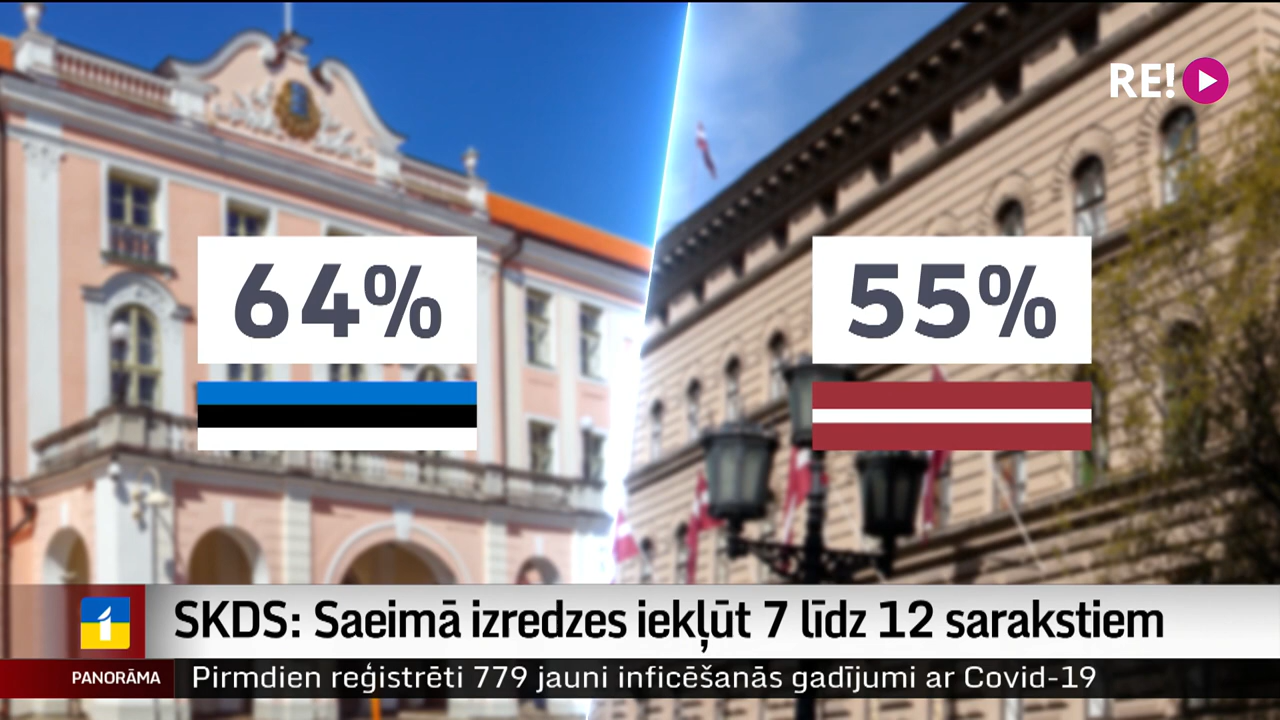 RE!
64%
55%
SKDS: Saeimā izredzes iekļūt 7 līdz 12 sarakstiem
1
PANORĀMA
Pirmdien reģistrēti 779 jauni inficēšanās gadījumi ar Covid-19